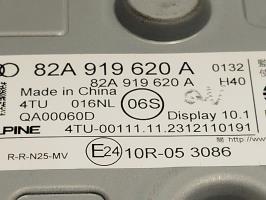 82A 919 620 A 0132
82A 919 620 A H40
Made in China
4TU 016NL 06S
QA00060D Display 10.1
LPINE 4TU-00111.11.2312110191
R-R-N25-MV E24 10R-05 3086